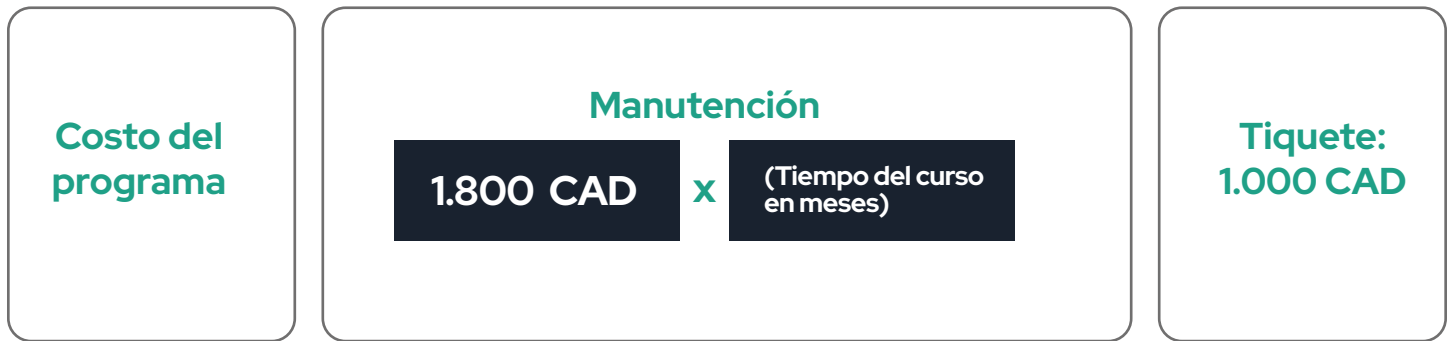 Costo del
programa
Manutención
1.800 CAD
x
(Tiempo del curso
en meses)
Tiquete:
1.000 CAD